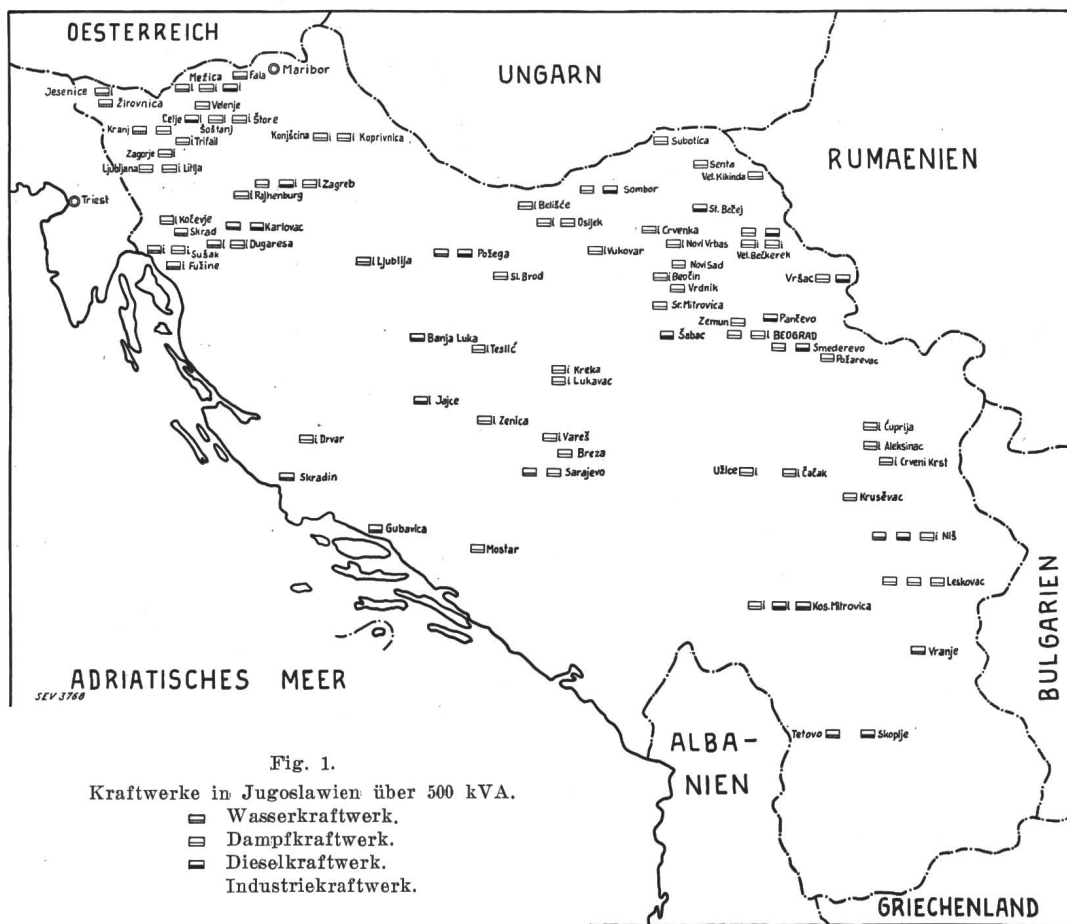 OESTERREICH
UNGARN
RUMAENIEN
Mežica
Fala
Maribor
Jesenice
Žirovnica
Velenje
Celje
Štore
Šoštanj
Kranj
Trifail
Zagorje
Ljubljana
Litija
Konjščina
Koprivnica
Triest
Zagreb
Rajhenburg
Kočevje
Skrad
Karlovac
Sušak
Dugaresa
Fužine
Subotica
Senta
Vel. Kikinda
Sombor
Belišće
St. Bečej
Osijek
Crvenka
Vukovar
Novi Vrbas
Vel. Bečkerek
Ljublija
Požega
Sl. Brod
Novi Sad
Beočin
Vrdnik
Vršac
Sr. Mitrovica
Zemun
Pančevo
Banja Luka
Šabac
BEOGRAD
Teslić
Smederevo
Požarevac
Kreka
Lukavac
Jajce
Zenica
Drvar
Vareš
Breza
Ćuprija
Aleksinac
Crveni Krst
Skradin
Sarajevo
Užice
Čačak
Krusěvac
Gubavica
Mostar
Niš
Leskovac
Kos. Mitrovica
Vranje
BULGARIEN
ADRIATISCHES MEER
SEV 3768
Tetovo
Skoplje
ALBA-
NIEN
GRIECHENLAND
Fig. 1.
Kraftwerke in Jugoslawien über 500 kVA.
Wasserkraftwerk.
Dampfkraftwerk.
Dieselkraftwerk.
Industriekraftwerk.